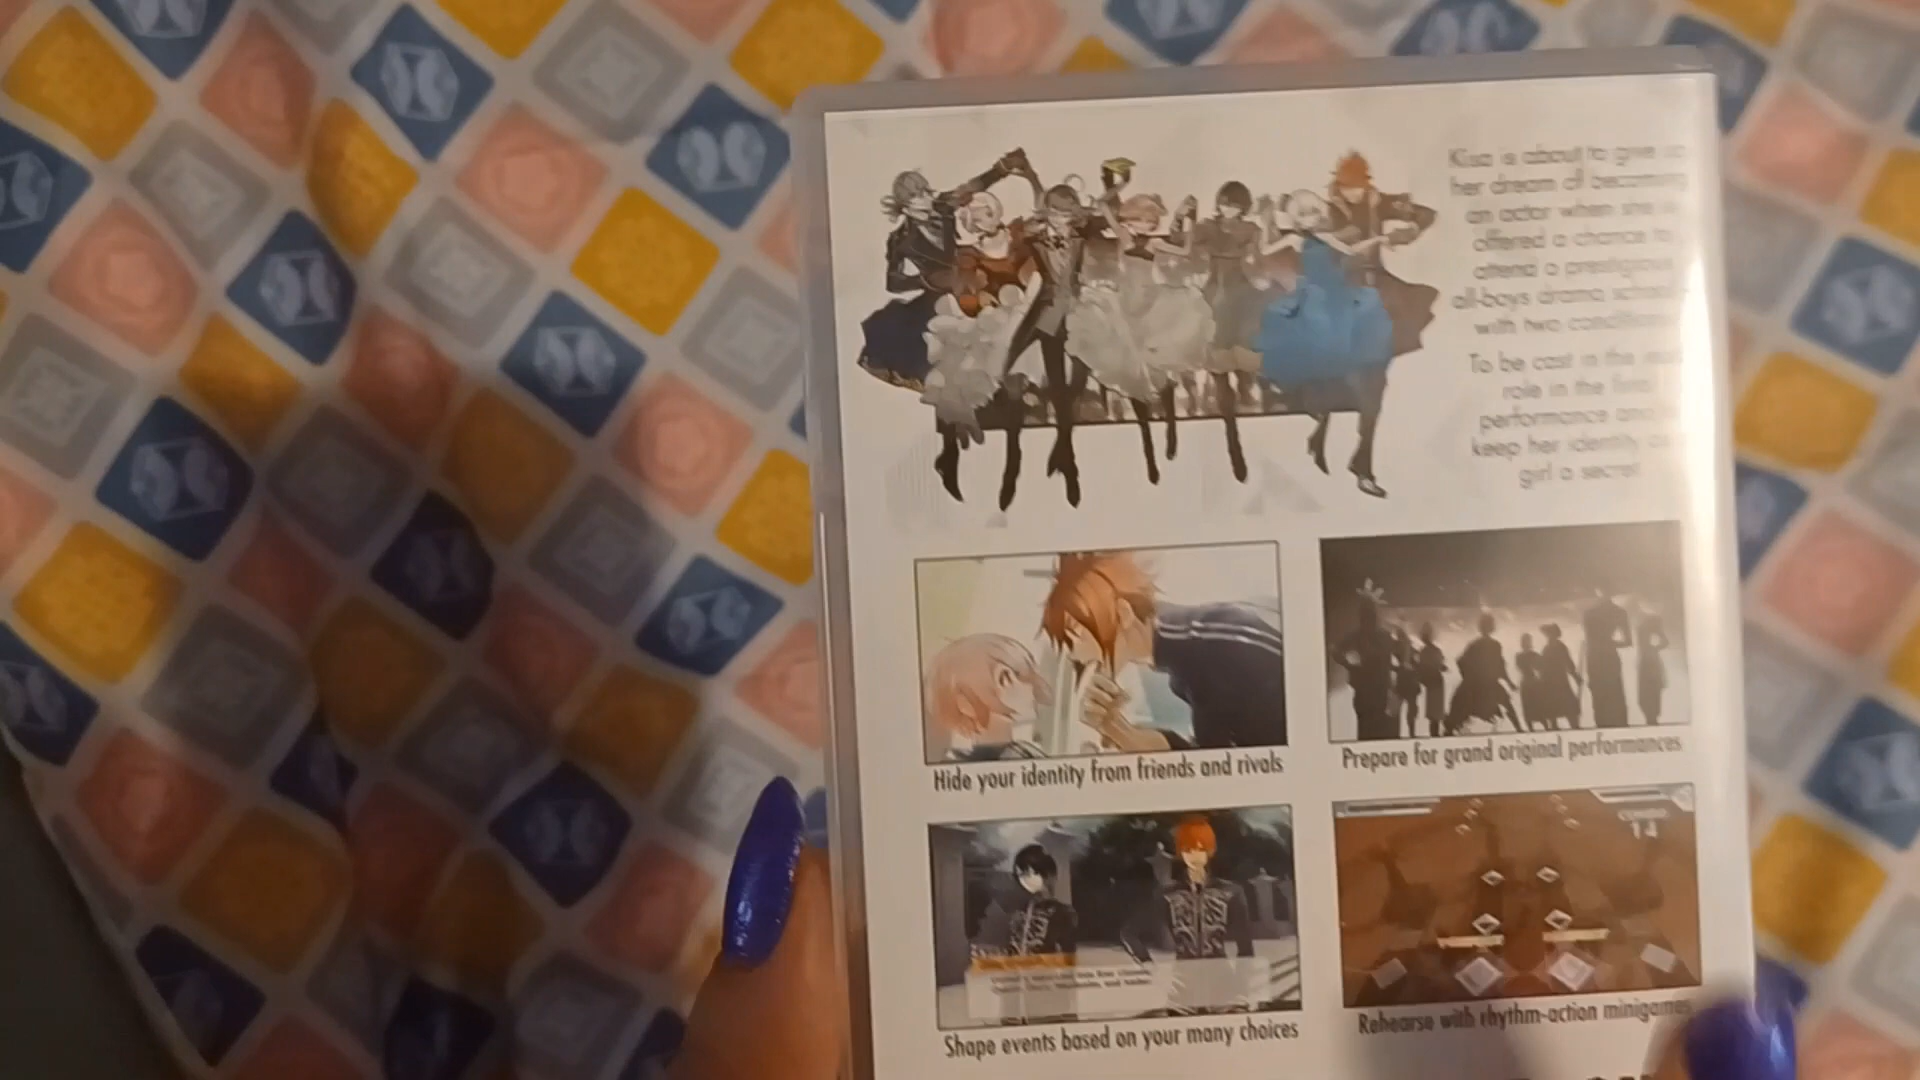 Kisa is about to give up
her dream of becoming
an actor when she is
offered a chance to
attend a prestigious
all-boys drama school
with two conditions
To be cast in the
role in the final
performance and
keep her identity as a
girl a secret
Hide your identity from friends and rivals
Prepare for grand original performances
COMBO
14
Shape events based on your many choices
Rehearse with rhythm-action minigames